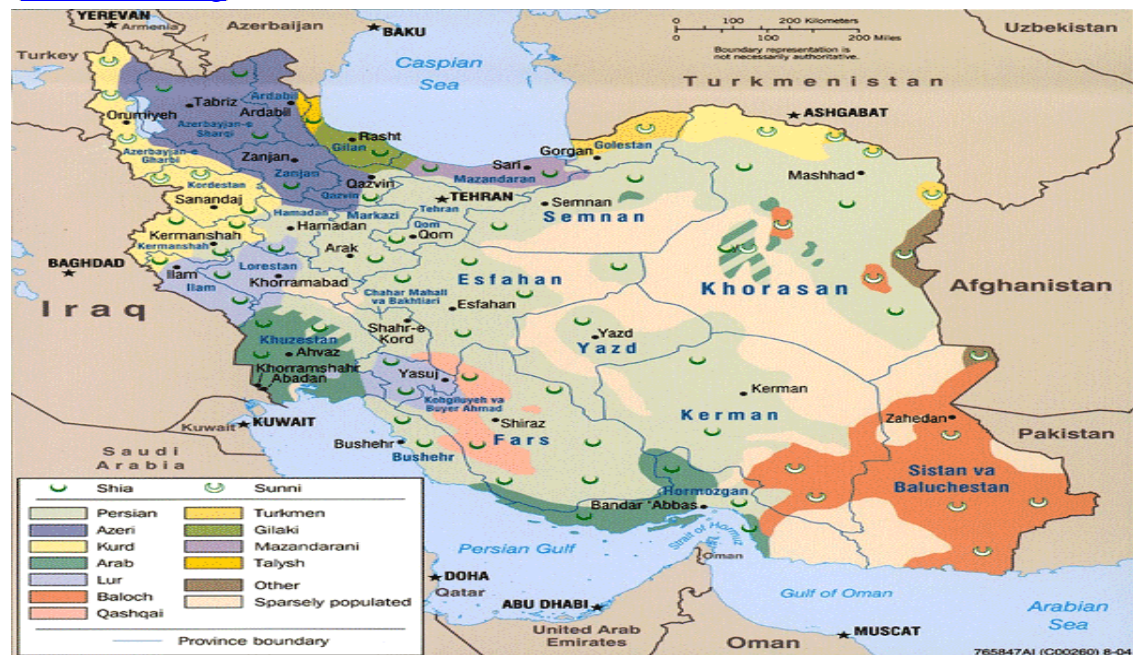 YEREVAN
Armenia
Azerbaijan
BAKU
200 Kilometers
200 Miles
Boundary representation is
not necessarily authoritative.
Uzbekistan
Turkey
Caspian
Sea
Turkmenistan
ASHGABAT
Tabriz
Ardabil
Ardabil
Orumiyeh
Azerbayjan-e
Sharqi
Rasht
Gilan
Gorgan
Golestan
Azerbayjan-e
Gharbi
Zanjan
Zanjan
Sari
Mazandaran
Mashhad
Kordestan
Qazvin
Qazvin
TEHRAN
Tehran
Semnan
Semnan
Sanandaj
Hamadan
Hamadan
Markazi
Qom
Qom
Kermanshah
Kermanshah
Arak
BAGHDAD
Ilam
Ilam
Lorestan
Khorramabad
Esfahan
Esfahan
Khorasan
Afghanistan
Iraq
Chahar Mahall
va Bakhtiari
Shahr-e
Kord
Yazd
Yazd
Khuzestan
Ahvaz
Khorramshahr
Abadan
Yasuj
Kohgiluyeh va
Buyer Ahmad
Kerman
Kerman
Zahedan
Kuwait
KUWAIT
Shiraz
Fars
Bushehr
Bushehr
Pakistan
Saudi
Arabia
Sistan va
Baluchestan
Hormozgan
Bandar 'Abbas
Strait of Hormuz
Oman
Persian Gulf
DOHA
Qatar
ABU DHABI
Gulf of Oman
Arabian
Sea
United Arab
Emirates
Oman
MUSCAT
Shia
Sunni
Persian
Turkmen
Azeri
Gilaki
Kurd
Mazandarani
Arab
Talysh
Lur
Baloch
Other
Qashqai
Sparsely populated
Province boundary
765847AI (C00260) 8-04